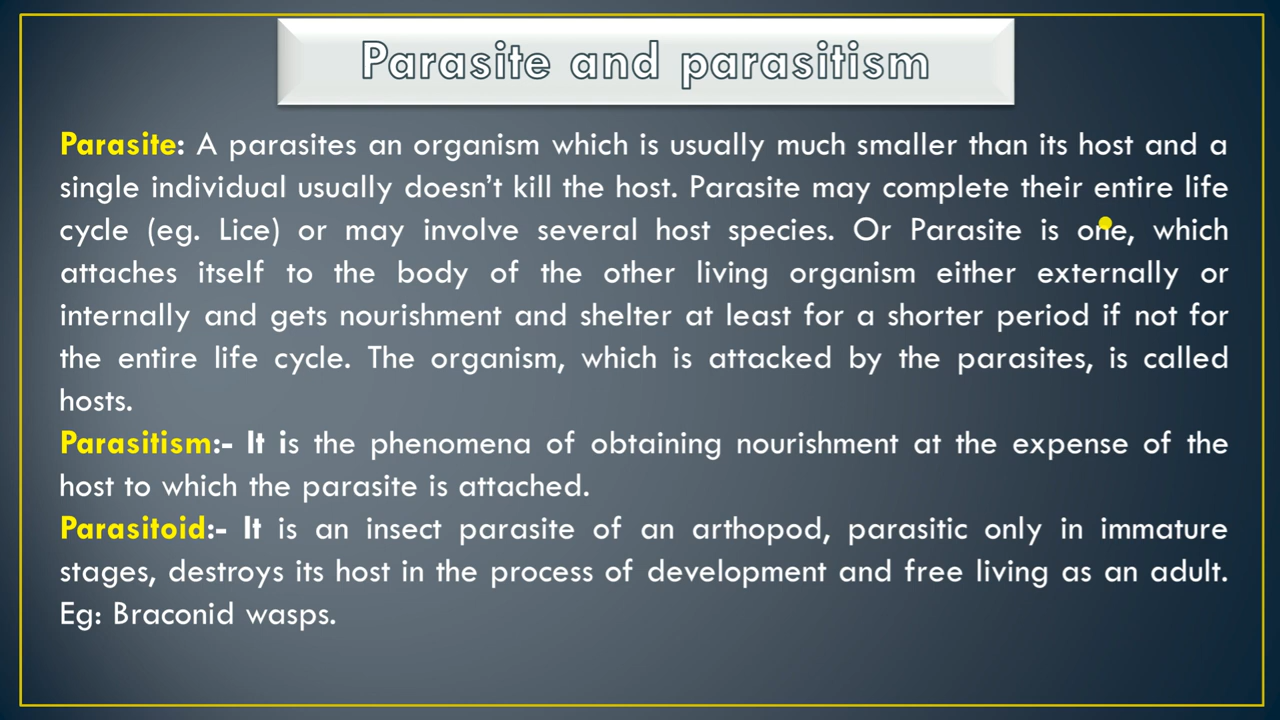 Parasite and parasitism
Parasite: A parasites an organism which is usually much smaller than its host and a
single individual usually doesn’t kill the host. Parasite may complete their entire life
cycle (eg. Lice) or may involve several host species. Or Parasite is one, which
attaches itself to the body of the other living organism either externally or
internally and gets nourishment and shelter at least for a shorter period if not for
the entire life cycle. The organism, which is attacked by the parasites, is called
hosts.
Parasitism:- It is the phenomena of obtaining nourishment at the expense of the
host to which the parasite is attached.
Parasitoid:- It is an insect parasite of an arthopod, parasitic only in immature
stages, destroys its host in the process of development and free living as an adult.
Eg: Braconid wasps.